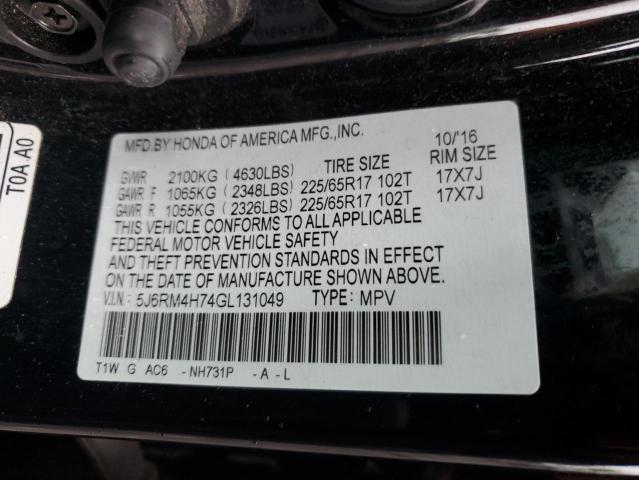 MFD.BY HONDA OF AMERICA MFG.,INC. 10/'16
GVWR 2100KG (4630LBS) TIRE SIZE RIM SIZE
GAWR F 1065KG (2348LBS) 225/65R17 102T 17X7J
GAWR R 1055KG (2326LBS) 225/65R17 102T 17X7J
THIS VEHICLE CONFORMS TO ALL APPLICABLE
FEDERAL MOTOR VEHICLE SAFETY
AND THEFT PREVENTION STANDARDS IN EFFECT
ON THE DATE OF MANUFACTURE SHOWN ABOVE.
V.I.N.: 5J6RM4H74GL131049 TYPE: MPV
T1W G AC6 -NH731P -A-L
T0A A0